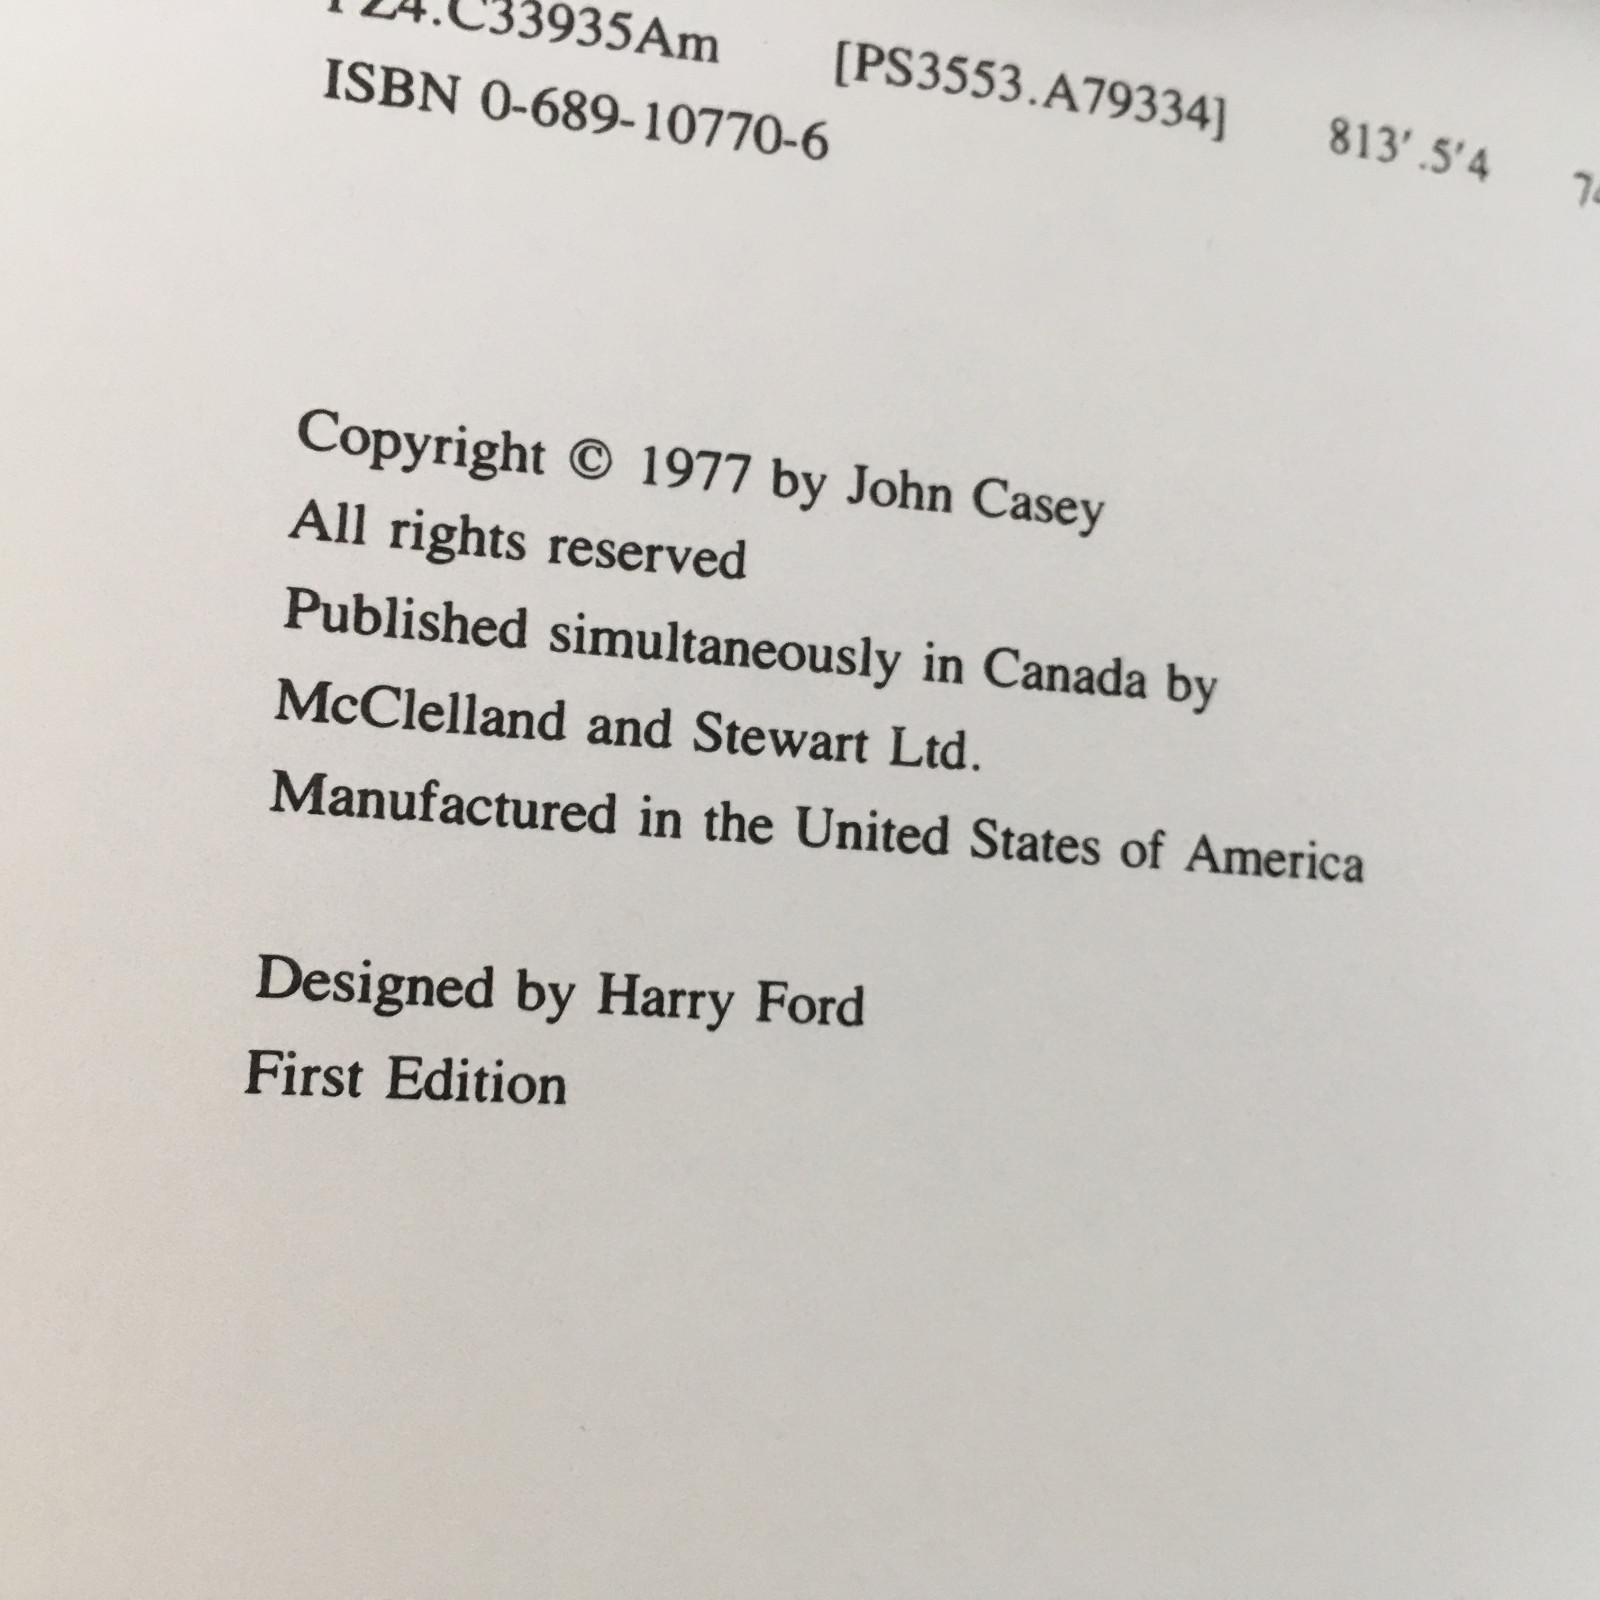 PZ4.C33935Am [PS3553.A79334] 813'.5'4
ISBN 0-689-10770-6
Copyright © 1977 by John Casey
All rights reserved
Published simultaneously in Canada by
McClelland and Stewart Ltd.
Manufactured in the United States of America
Designed by Harry Ford
First Edition